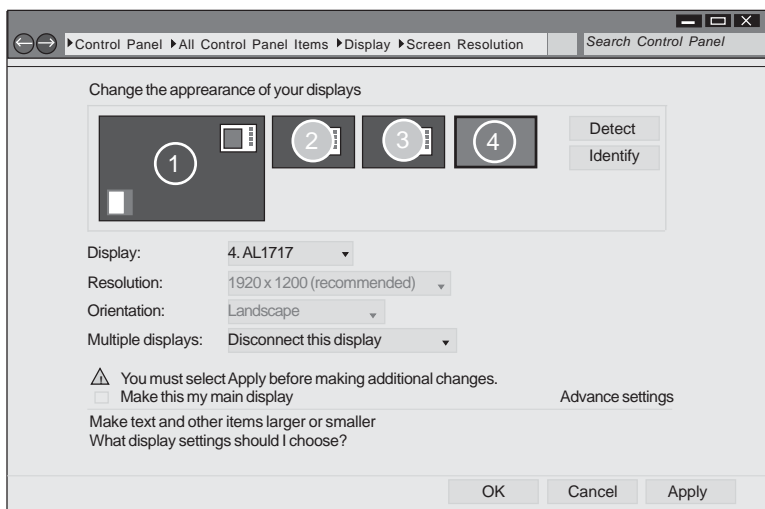 Control Panel All Control Panel Items Display Screen Resolution
Search Control Panel
Change the apprearance of your displays
1
2
3
4
Detect
Identify
Display: 4. AL1717
Resolution: 1920 x 1200 (recommended)
Orientation: Landscape
Multiple displays: Disconnect this display
You must select Apply before making additional changes.
Make this my main display
Advance settings
Make text and other items larger or smaller
What display settings should I choose?
OK Cancel Apply